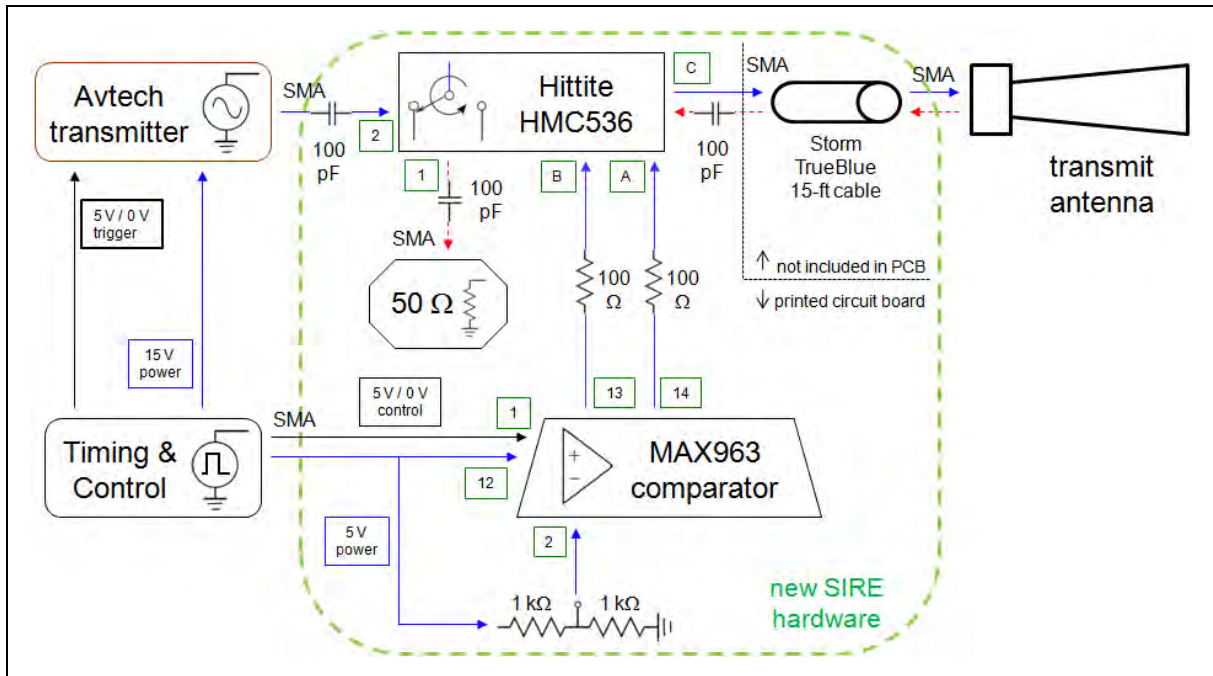 Avtech
transmitter
SMA
100
pF
2
Hittite
HMC536
1
100
pF
SMA
50 Ω
B
A
C
SMA
100
pF
Storm
TrueBlue
15-ft cable
SMA
transmit
antenna
↑ not included in PCB
↓ printed circuit board
5 V / 0 V
trigger
15 V
power
100
Ω
100
Ω
13
14
Timing &
Control
SMA
5 V / 0 V
control
1
12
+
−
MAX963
comparator
5 V
power
2
1 kΩ
1 kΩ
new SIRE
hardware